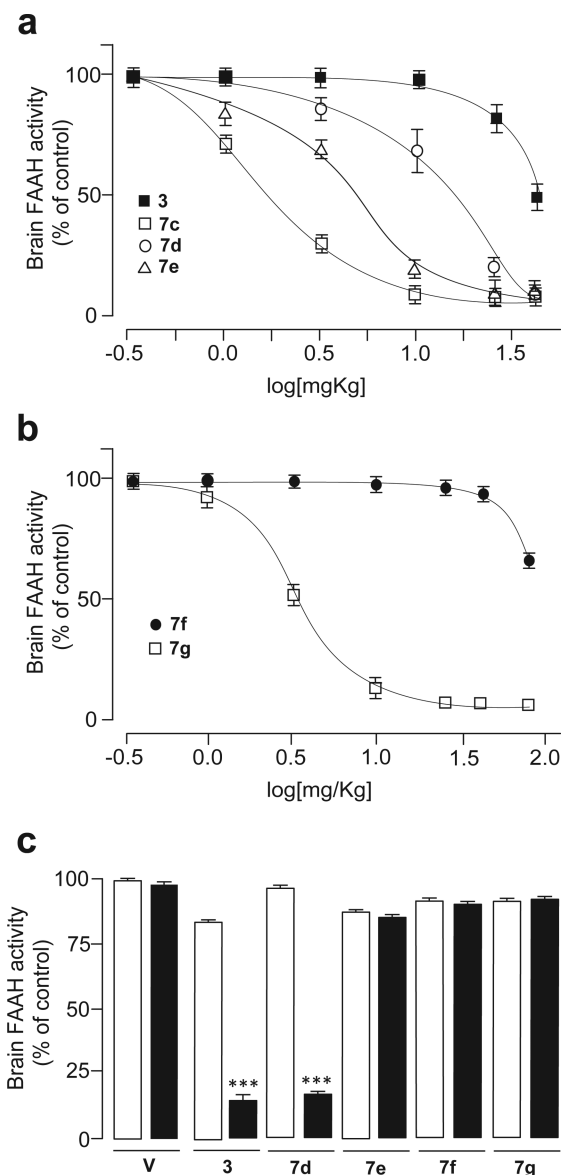 a
Brain FAAH activity
(% of control)
100
50
0
3
7c
7d
7e
-0.5 0.0 0.5 1.0 1.5
log[mgKg]
b
Brain FAAH activity
(% of control)
100
50
0
7f
7g
-0.5 0.0 0.5 1.0 1.5 2.0
log[mg/Kg]
c
Brain FAAH activity
(% of control)
100
75
50
25
0
*** ***
V 3 7d 7e 7f 7g